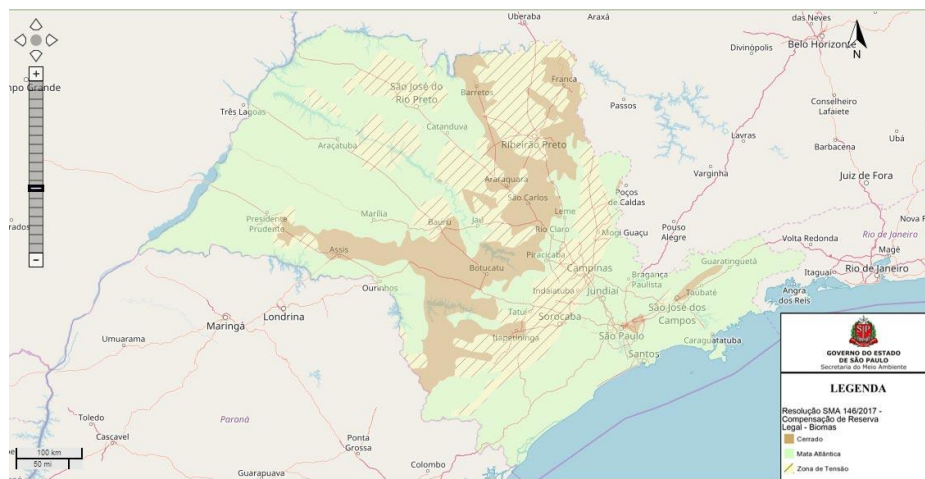 Uberaba
Araxá
das Neves
Belo Horizonte
N
Divinópolis
+
mpo Grande
São José do
Rio Preto
Barretos
Franca
Passos
Conselheiro
Lafaiete
Três Lagoas
Catanduva
Ubá
Araçatuba
Ribeirão Preto
Lavras
Barbacena
Araraquara
São Carlos
Poços
de Caldas
Varginha
Juiz de Fora
Presidente
Prudente
Marília
Bauru
Jaú
Leme
Rio Claro
Mogi Guaçu
Pouso
Alegre
Nova F
rados
Volta Redonda
Rio de Janeiro
Magé
Assis
Piracicaba
Guaratinguetá
−
Botucatu
Campinas
Bragança
Paulista
Itaguaí
Rio de Janeiro
Ourinhos
Indaiatuba
Jundiaí
Taubaté
Angra
dos Reis
Maringá
Londrina
Tatuí
Sorocaba
São José dos
Campos
Umuarama
Itapetininga
São Paulo
Caraguatatuba
Santos
Toledo
Paraná
Cascavel
Ponta
Grossa
100 km
50 mi
Guarapuava
Colombo
GOVERNO DO ESTADO
DE SÃO PAULO
Secretaria do Meio Ambiente
LEGENDA
Resolução SMA 146/2017 -
Compensação de Reserva
Legal - Biomas
Cerrado
Mata Atlântica
Zona de Tensão